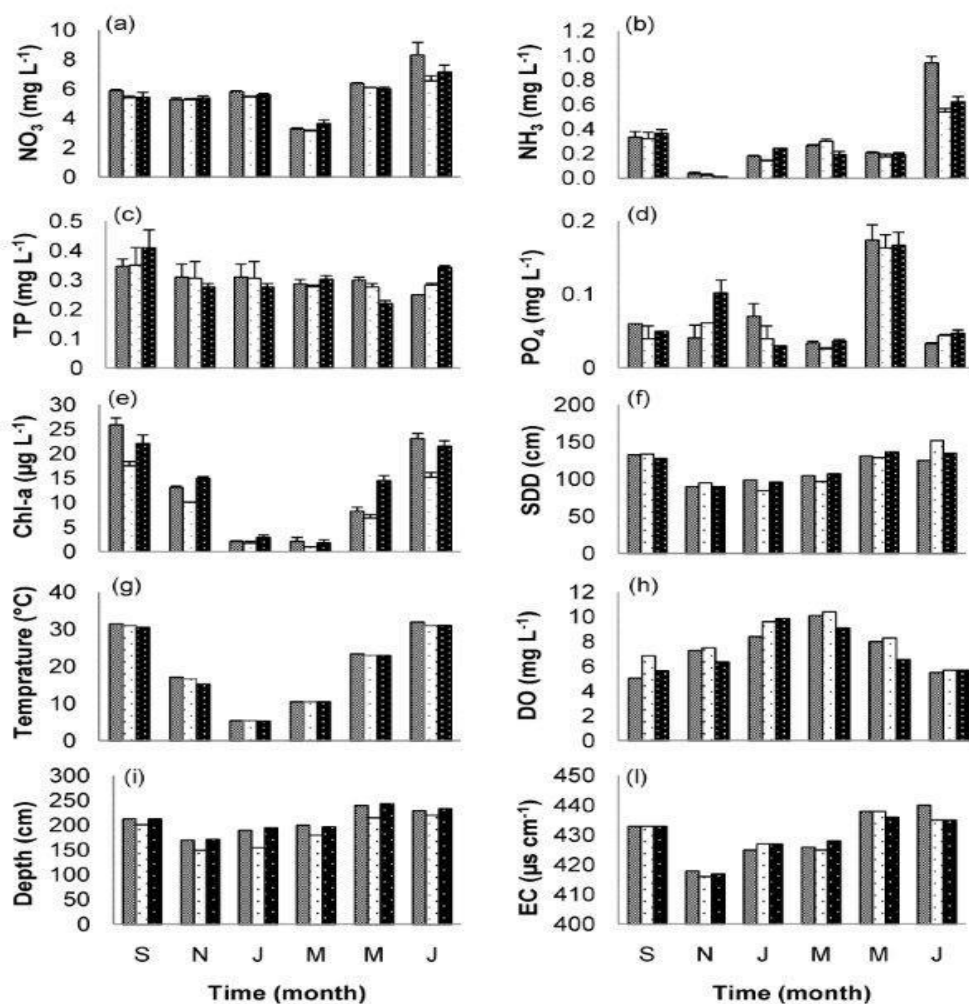 (a)
NO3 (mg L-1)
10
8
6
4
2
0
(b)
NH3 (mg L-1)
1.2
1.0
0.8
0.6
0.4
0.2
0.0
(c)
TP (mg L-1)
0.5
0.4
0.3
0.2
0.1
0
(d)
PO4 (mg L-1)
0.2
0.1
0
(e)
Chl-a (µg L-1)
30
25
20
15
10
5
0
(f)
SDD (cm)
200
150
100
50
0
(g)
Temprature (°C)
40
30
20
10
0
(h)
DO (mg L-1)
12
10
8
6
4
2
0
(i)
Depth (cm)
300
250
200
150
100
50
0
S N J M M J
Time (month)
(l)
EC (µs cm-1)
450
440
430
420
410
400
S N J M M J
Time (month)